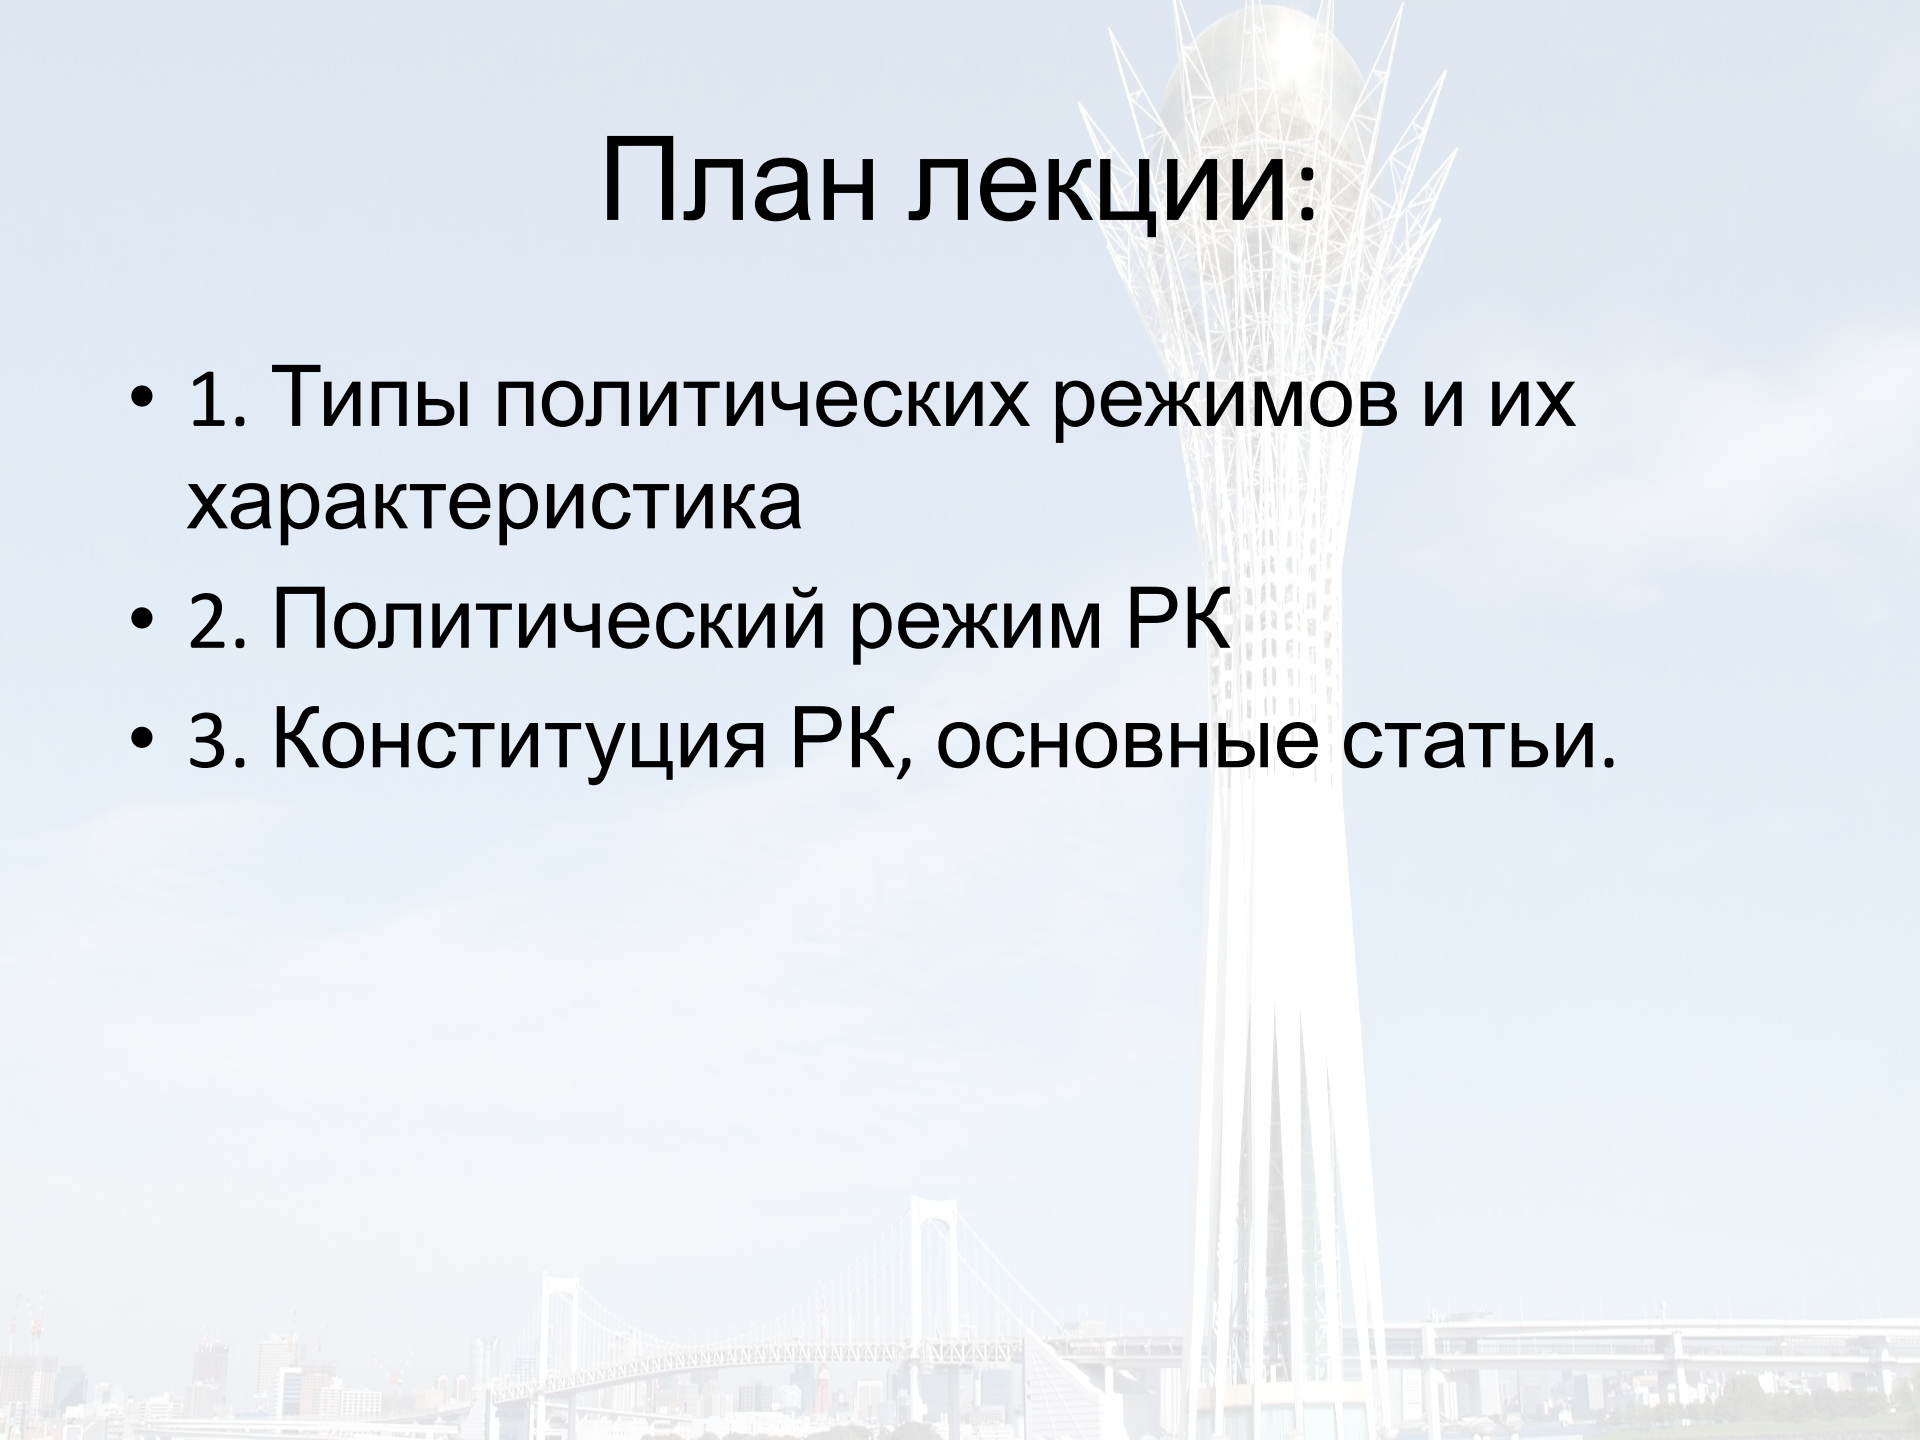 План лекции:
• 1. Типы политических режимов и их
характеристика
• 2. Политический режим РК
• 3. Конституция РК, основные статьи.